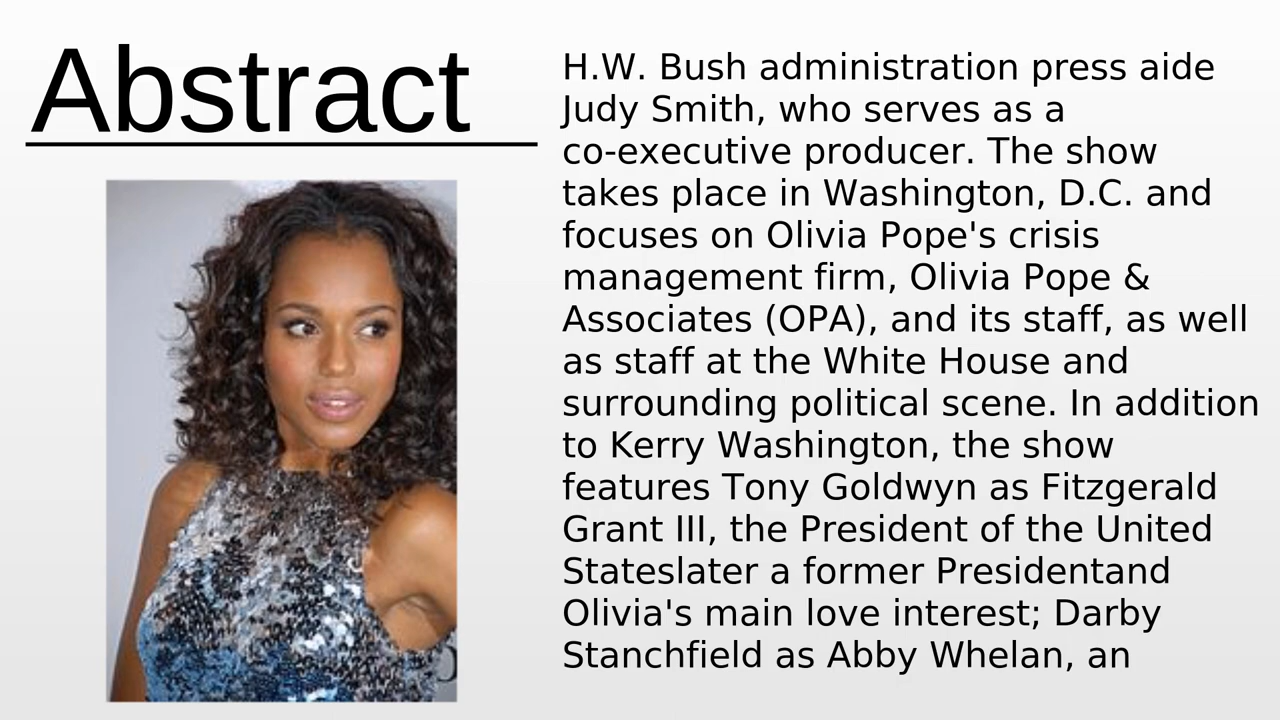 Abstract
H.W. Bush administration press aide
Judy Smith, who serves as a
co-executive producer. The show
takes place in Washington, D.C. and
focuses on Olivia Pope's crisis
management firm, Olivia Pope &
Associates (OPA), and its staff, as well
as staff at the White House and
surrounding political scene. In addition
to Kerry Washington, the show
features Tony Goldwyn as Fitzgerald
Grant III, the President of the United
Stateslater a former Presidentand
Olivia's main love interest; Darby
Stanchfield as Abby Whelan, an